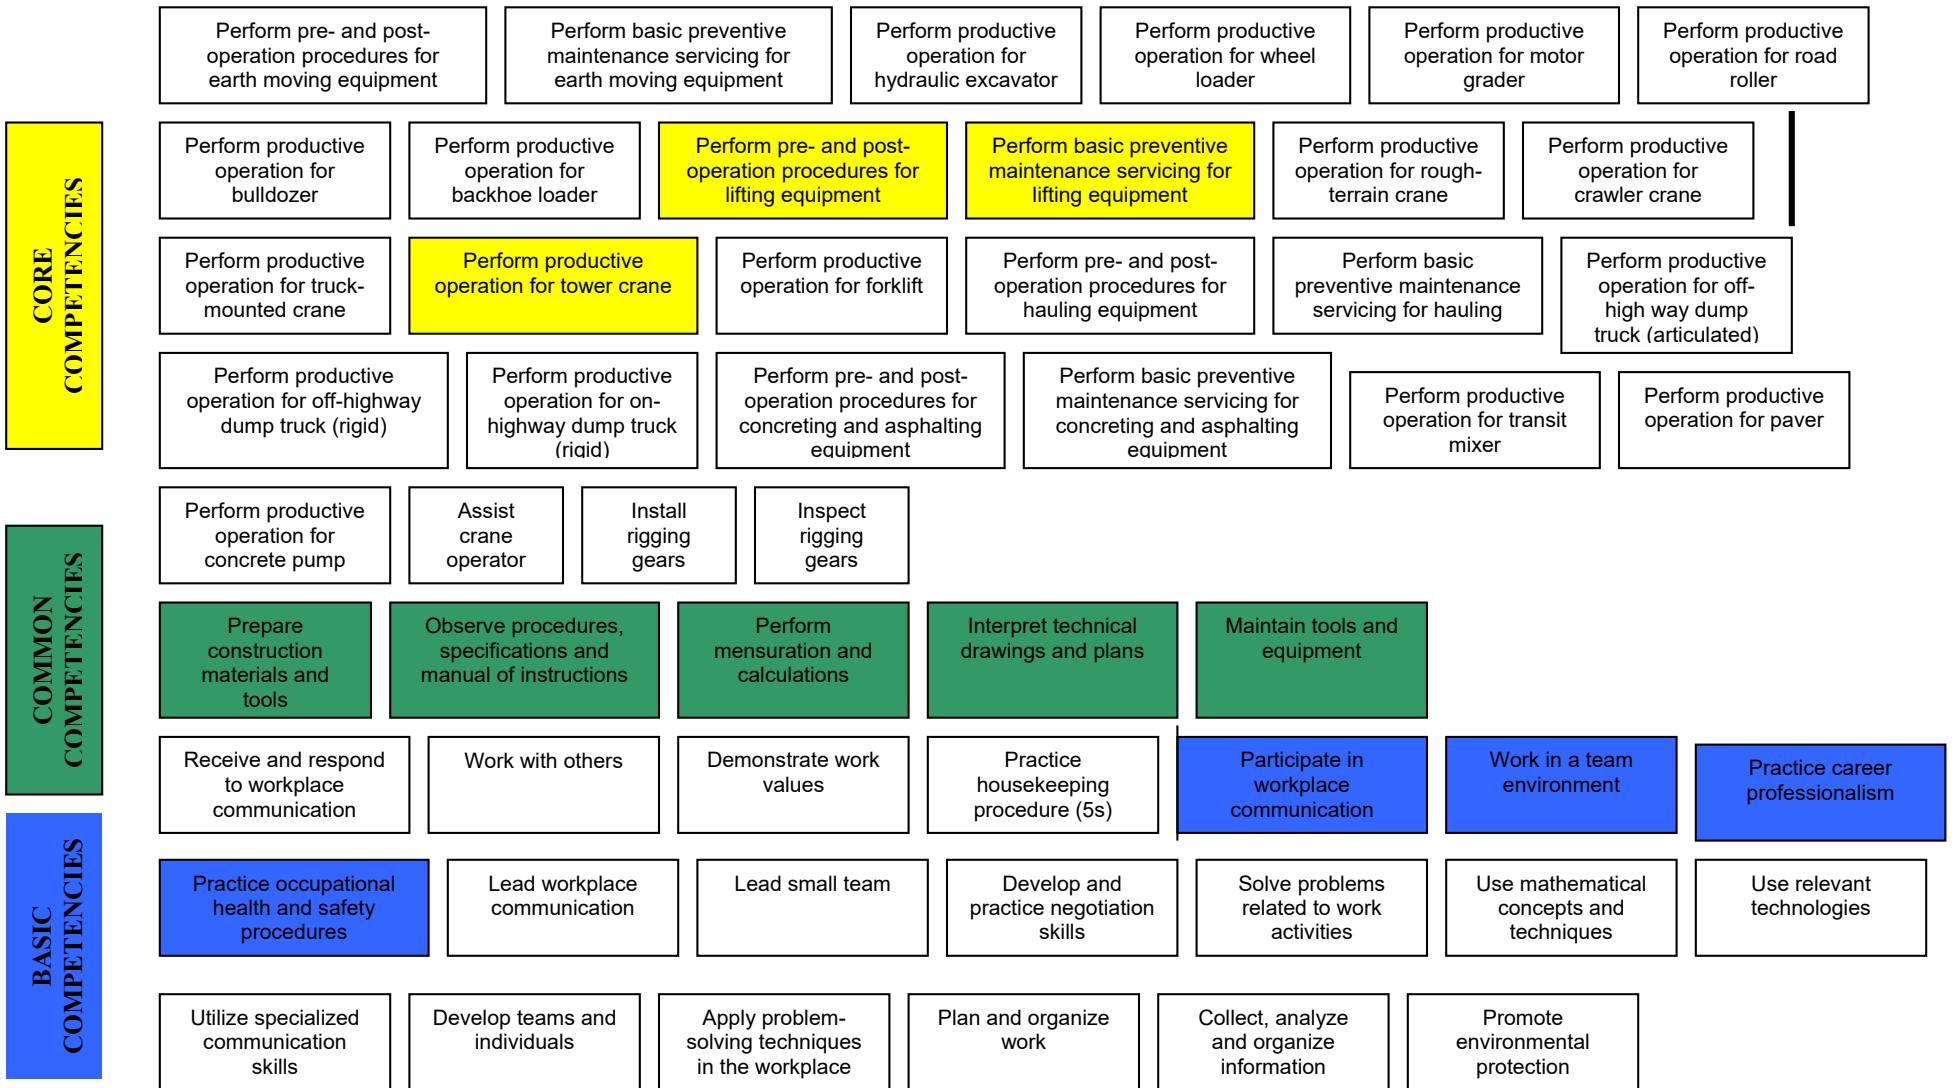 Perform pre- and post-
operation procedures for
earth moving equipment
Perform basic preventive
maintenance servicing for
earth moving equipment
Perform productive
operation for
hydraulic excavator
Perform productive
operation for wheel
loader
Perform productive
operation for motor
grader
Perform productive
operation for road
roller
CORE
COMPETENCIES
Perform productive
operation for
bulldozer
Perform productive
operation for
backhoe loader
Perform pre- and post-
operation procedures for
lifting equipment
Perform basic preventive
maintenance servicing for
lifting equipment
Perform productive
operation for rough-
terrain crane
Perform productive
operation for
crawler crane
Perform productive
operation for truck-
mounted crane
Perform productive
operation for tower crane
Perform productive
operation for forklift
Perform pre- and post-
operation procedures for
hauling equipment
Perform basic
preventive maintenance
servicing for hauling
Perform productive
operation for off-
high way dump
truck (articulated)
Perform productive
operation for off-highway
dump truck (rigid)
Perform productive
operation for on-
highway dump truck
(rigid)
Perform pre- and post-
operation procedures for
concreting and asphalting
equipment
Perform basic preventive
maintenance servicing for
concreting and asphalting
equipment
Perform productive
operation for transit
mixer
Perform productive
operation for paver
Perform productive
operation for
concrete pump
Assist
crane
operator
Install
rigging
gears
Inspect
rigging
gears
COMMON
COMPETENCIES
Prepare
construction
materials and
tools
Observe procedures,
specifications and
manual of instructions
Perform
mensuration and
calculations
Interpret technical
drawings and plans
Maintain tools and
equipment
Receive and respond
to workplace
communication
Work with others
Demonstrate work
values
Practice
housekeeping
procedure (5s)
Participate in
workplace
communication
Work in a team
environment
Practice career
professionalism
BASIC
COMPETENCIES
Practice occupational
health and safety
procedures
Lead workplace
communication
Lead small team
Develop and
practice negotiation
skills
Solve problems
related to work
activities
Use mathematical
concepts and
techniques
Use relevant
technologies
Utilize specialized
communication
skills
Develop teams and
individuals
Apply problem-
solving techniques
in the workplace
Plan and organize
work
Collect, analyze
and organize
information
Promote
environmental
protection